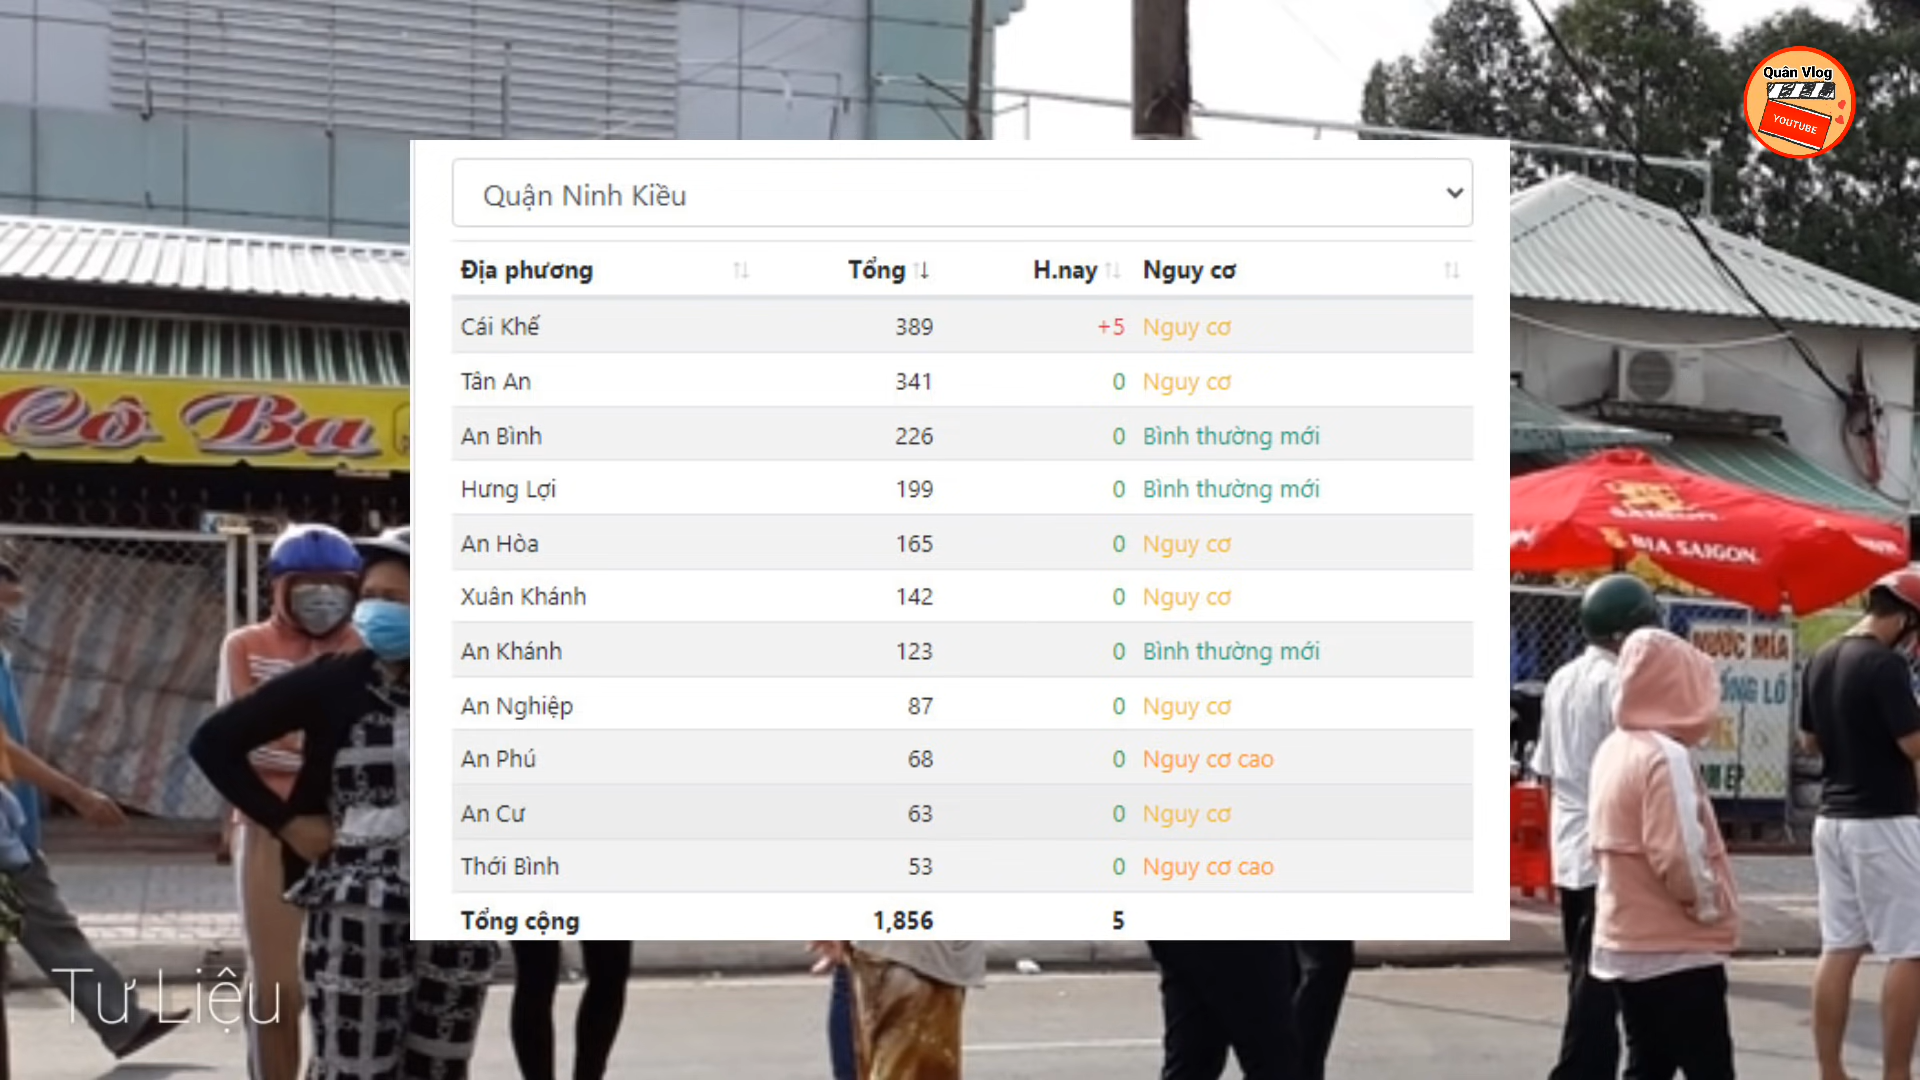 Quân Vlog
YOUTUBE
Quận Ninh Kiều
Địa phương Tổng H.nay Nguy cơ
Cái Khế 389 +5 Nguy cơ
Tân An 341 0 Nguy cơ
An Bình 226 0 Bình thường mới
Hưng Lợi 199 0 Bình thường mới
An Hòa 165 0 Nguy cơ
Xuân Khánh 142 0 Nguy cơ
An Khánh 123 0 Bình thường mới
An Nghiệp 87 0 Nguy cơ
An Phú 68 0 Nguy cơ cao
An Cư 63 0 Nguy cơ
Thới Bình 53 0 Nguy cơ cao
Tổng cộng 1,856 5
Cô Ba
BIA SAIGON
NƯỚC MÍA
Tư Liệu